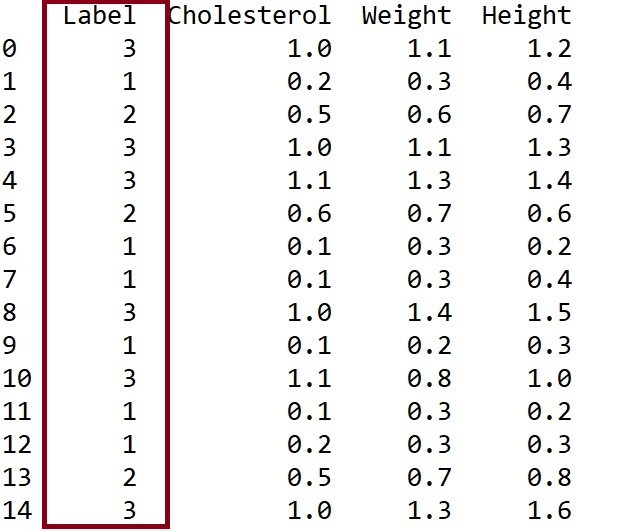 Label Cholesterol Weight Height
0 3 1.0 1.1 1.2
1 1 0.2 0.3 0.4
2 2 0.5 0.6 0.7
3 3 1.0 1.1 1.3
4 3 1.1 1.3 1.4
5 2 0.6 0.7 0.6
6 1 0.1 0.3 0.2
7 1 0.1 0.3 0.4
8 3 1.0 1.4 1.5
9 1 0.1 0.2 0.3
10 3 1.1 0.8 1.0
11 1 0.1 0.3 0.2
12 1 0.2 0.3 0.3
13 2 0.5 0.7 0.8
14 3 1.0 1.3 1.6